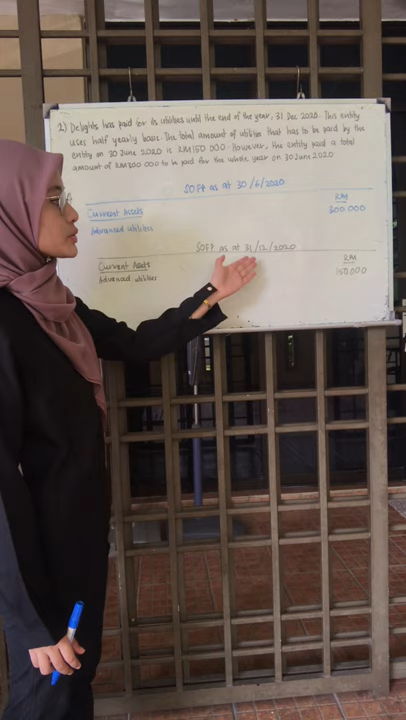 2) Delights has paid for its utilities until the end of the year, 31 Dec 2020. This entity
uses half yearly basis. The total amount of utilities that has to be paid by the
entity on 30 June 2020 is RM150 000. However, the entity paid a total
amount of RM300 000 to be paid for the whole year on 30 June 2020
SOFP as at 30/6/2020
RM
Current Assets 300 000
Advanced utilities
SOFP as at 31/12/2020
RM
Current Assets
Advanced utilities 150,000